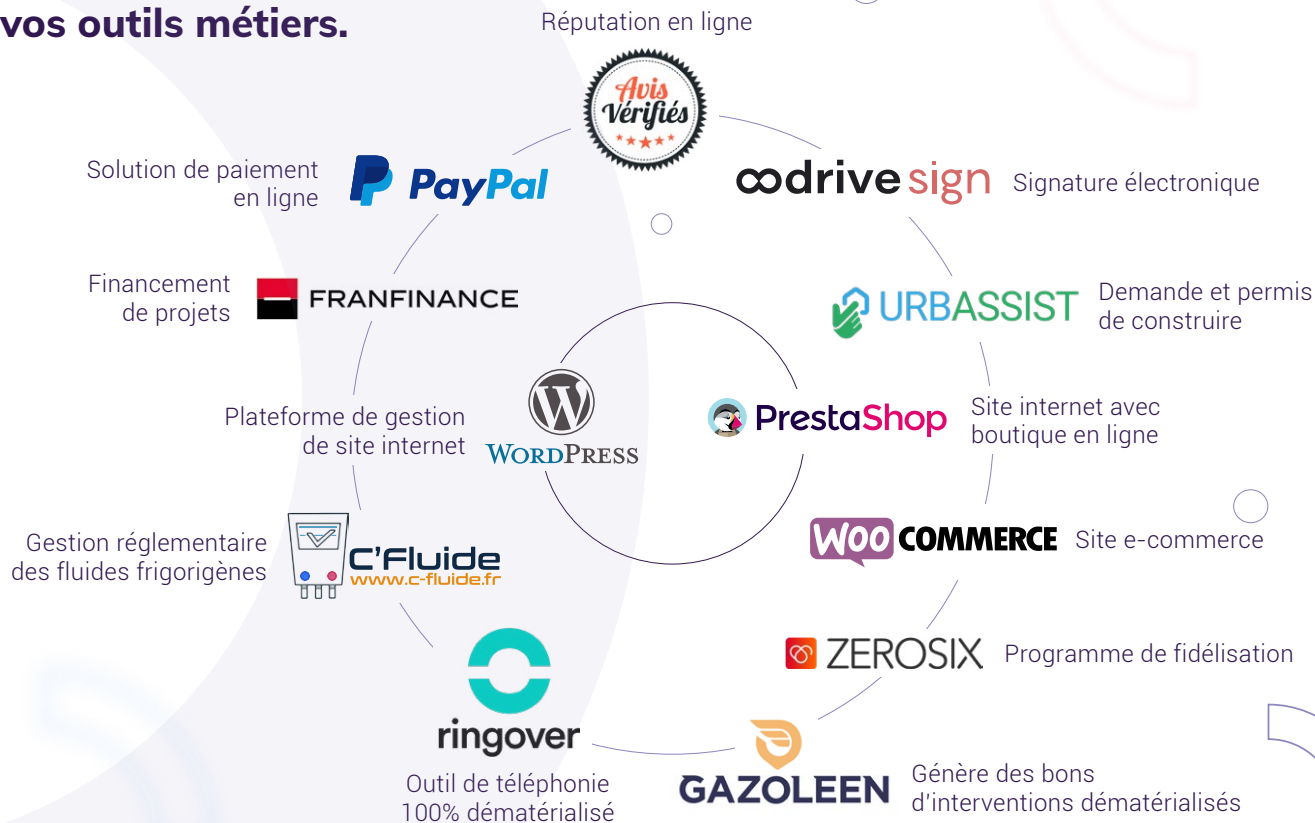 vos outils métiers.
Réputation en ligne
Avis
Vérifiés
Solution de paiement
en ligne
PayPal
oodrive sign
Signature électronique
Financement
de projets
FRANFINANCE
URBASSIST
Demande et permis
de construire
Plateforme de gestion
de site internet
WORDPRESS
PrestaShop
Site internet avec
boutique en ligne
Gestion réglementaire
des fluides frigorigènes
C'Fluide
www.c-fluide.fr
WOO COMMERCE
Site e-commerce
ZEROSIX
Programme de fidélisation
ringover
Outil de téléphonie
100% dématérialisé
GAZOLEEN
Génère des bons
d'interventions dématérialisés